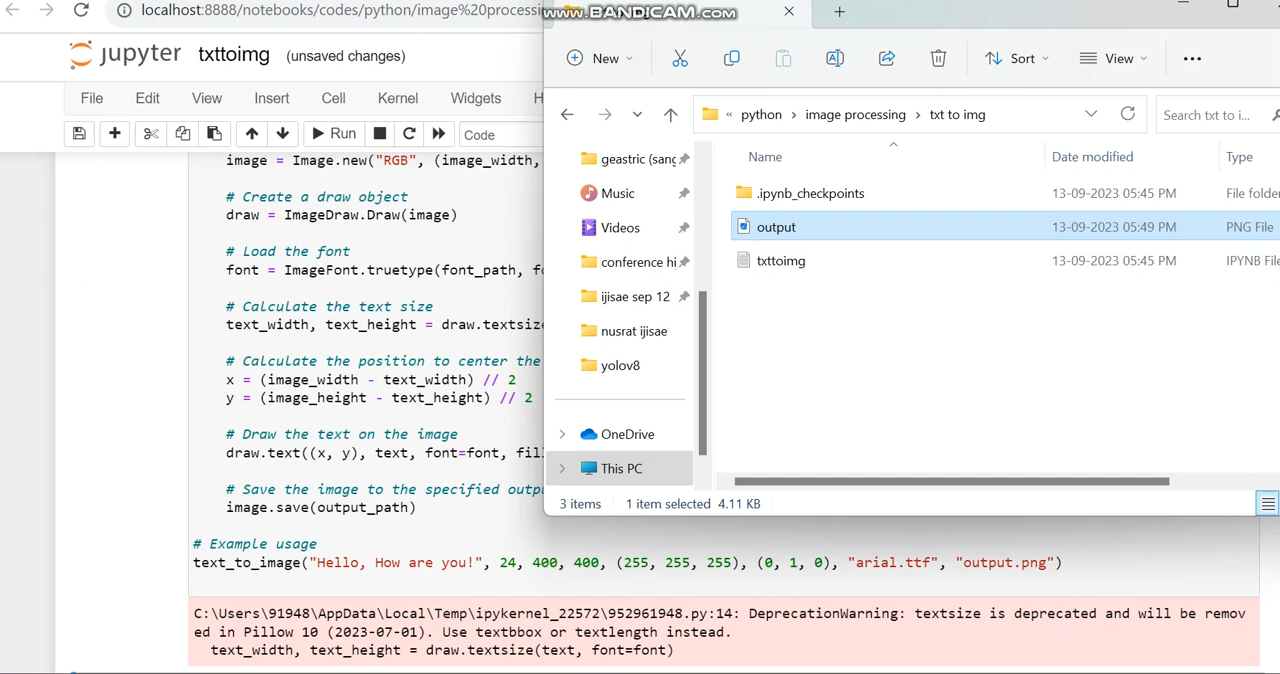 localhost:8888/notebooks/codes/python/image%20processin
www.BANDICAM.com
jupyter txttoimg (unsaved changes)
File Edit View Insert Cell Kernel Widgets H
Run Code
image = Image.new("RGB", (image_width,
# Create a draw object
draw = ImageDraw.Draw(image)
# Load the font
font = ImageFont.truetype(font_path, fo
# Calculate the text size
text_width, text_height = draw.textsize
# Calculate the position to center the
x = (image_width - text_width) // 2
y = (image_height - text_height) // 2
# Draw the text on the image
draw.text((x, y), text, font=font, fill
# Save the image to the specified outpu
image.save(output_path)
# Example usage
text_to_image("Hello, How are you!", 24, 400, 400, (255, 255, 255), (0, 1, 0), "arial.ttf", "output.png")
C:\Users\91948\AppData\Local\Temp\ipykernel_22572\952961948.py:14: DeprecationWarning: textsize is deprecated and will be remov
ed in Pillow 10 (2023-07-01). Use textbbox or textlength instead.
text_width, text_height = draw.textsize(text, font=font)
New Sort View
« python › image processing › txt to img
Search txt to i...
geastric (sang
Music
Videos
conference hi
ijisae sep 12
nusrat ijisae
yolov8
OneDrive
This PC
Name Date modified Type
.ipynb_checkpoints 13-09-2023 05:45 PM File folder
output 13-09-2023 05:49 PM PNG File
txttoimg 13-09-2023 05:45 PM IPYNB File
3 items 1 item selected 4.11 KB